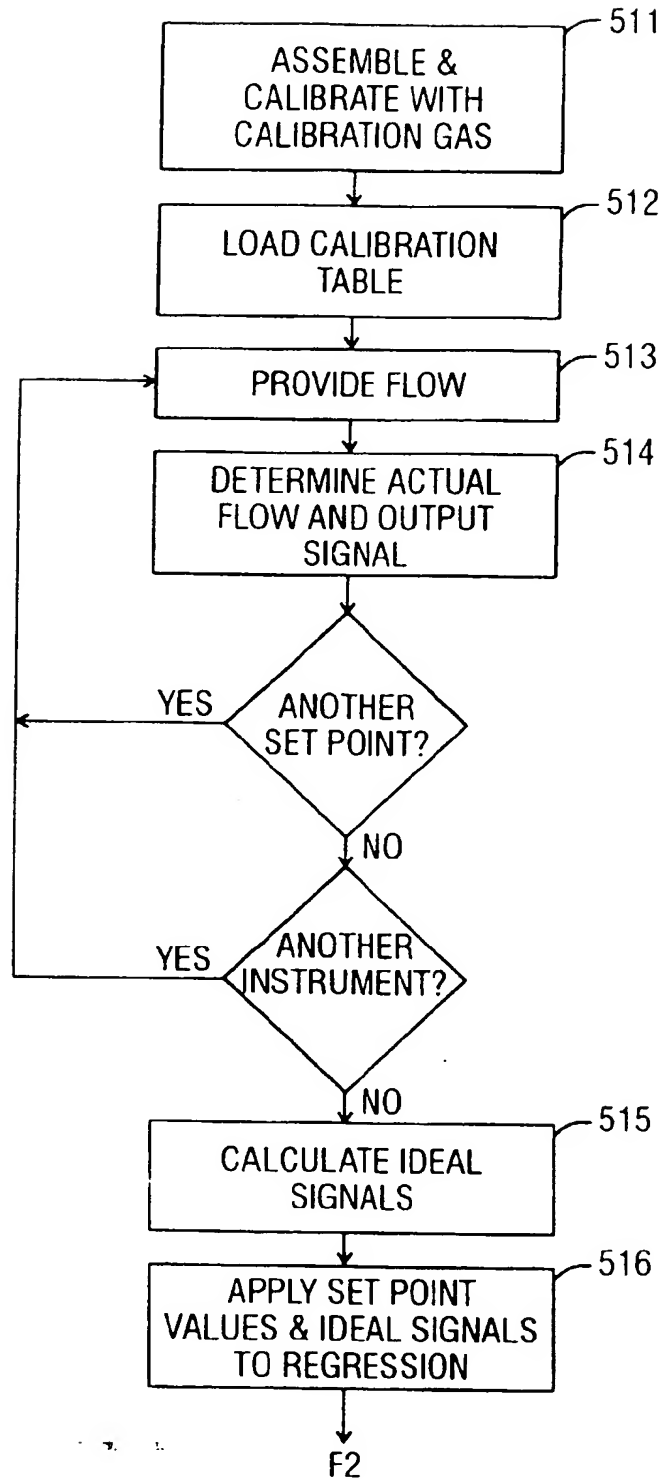 511
ASSEMBLE &
CALIBRATE WITH
CALIBRATION GAS
512
LOAD CALIBRATION
TABLE
513
PROVIDE FLOW
514
DETERMINE ACTUAL
FLOW AND OUTPUT
SIGNAL
YES
ANOTHER
SET POINT?
NO
YES
ANOTHER
INSTRUMENT?
NO
515
CALCULATE IDEAL
SIGNALS
516
APPLY SET POINT
VALUES & IDEAL SIGNALS
TO REGRESSION
F2